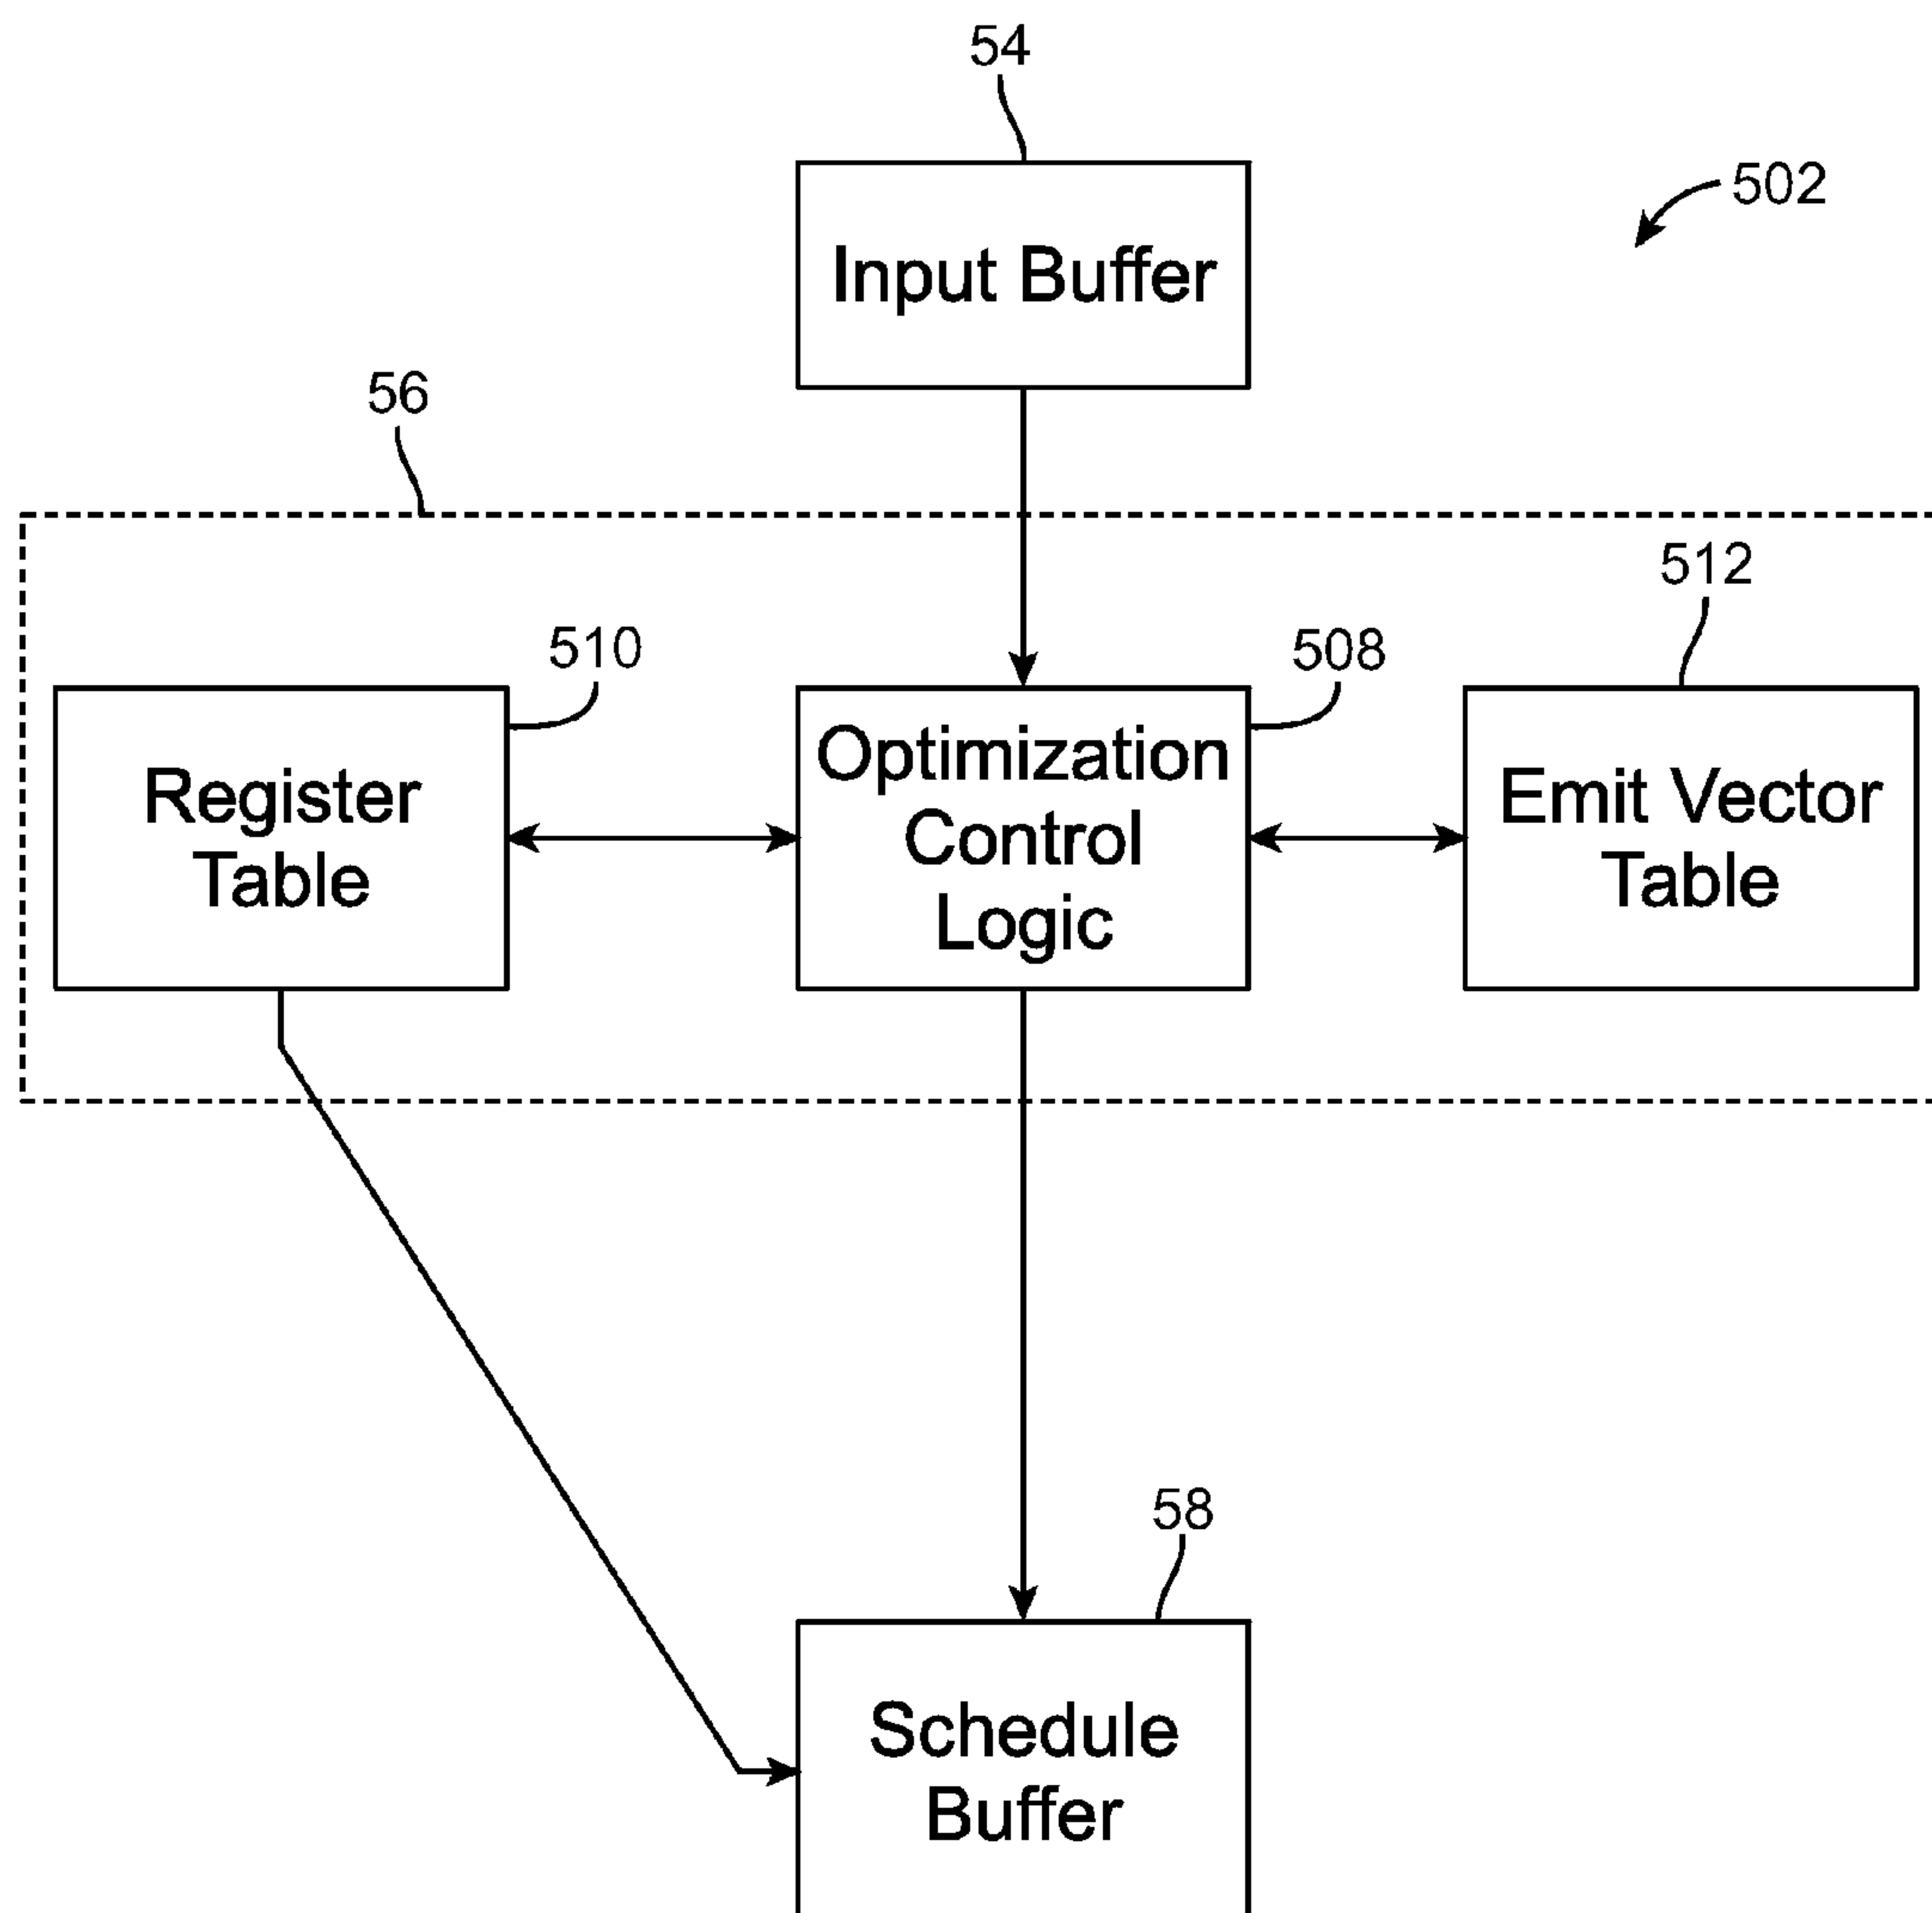 54
502
Input Buffer
56
512
510
508
Register
Table
Optimization
Control
Logic
Emit Vector
Table
58
Schedule
Buffer